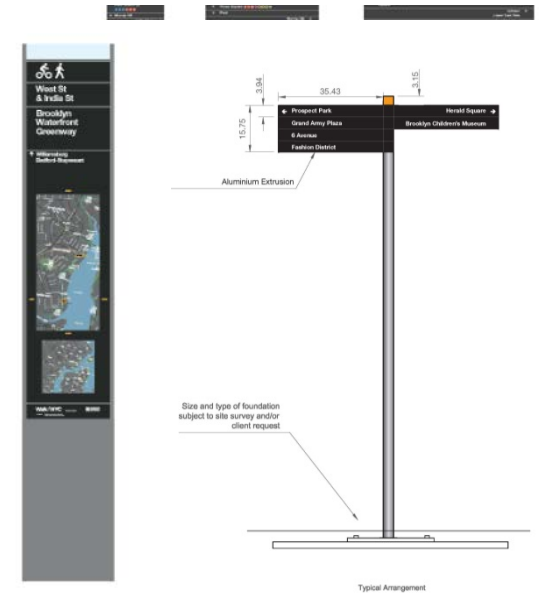 West St
& India St
Brooklyn
Waterfront
Greenway
Williamsburg
Bedford-Stuyvesant
WalkNYC
3.94
35.43
3.15
15.75
Prospect Park
Grand Army Plaza
6 Avenue
Fashion District
Herald Square
Brooklyn Children's Museum
Aluminium Extrusion
Size and type of foundation
subject to site survey and/or
client request
Typical Arrangement